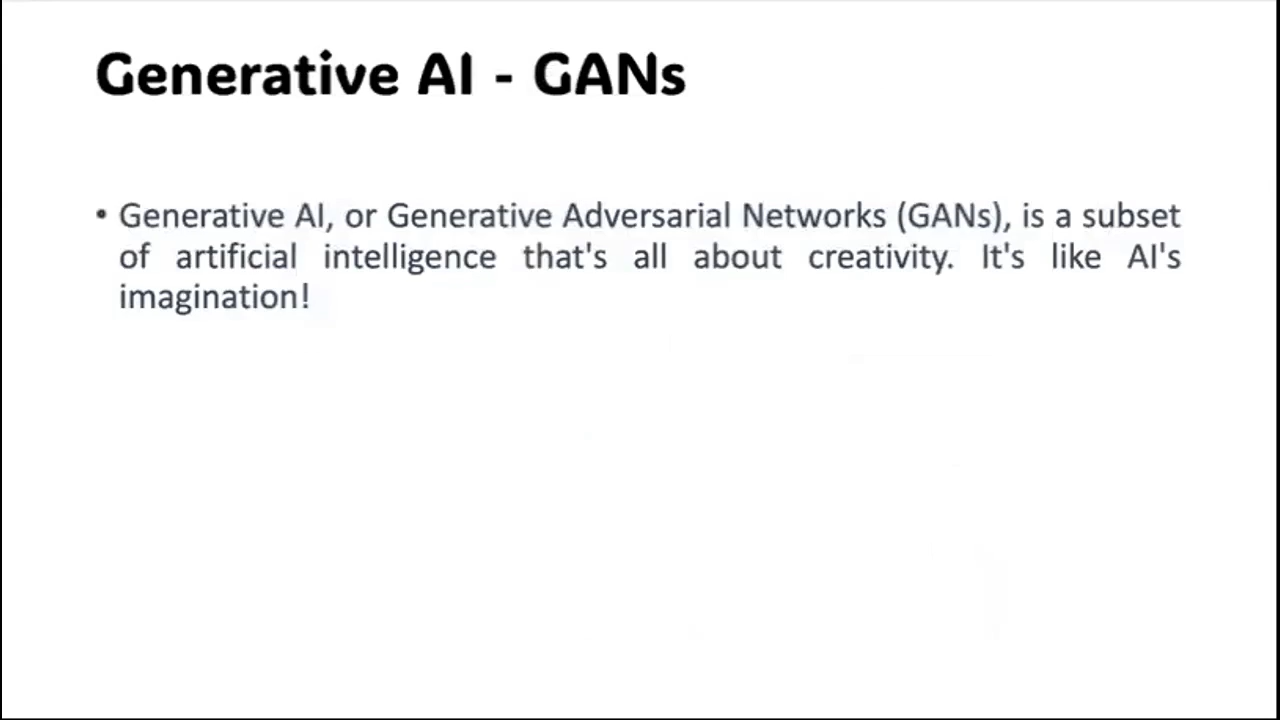 Generative AI - GANs
• Generative AI, or Generative Adversarial Networks (GANs), is a subset
of artificial intelligence that's all about creativity. It's like AI's
imagination!